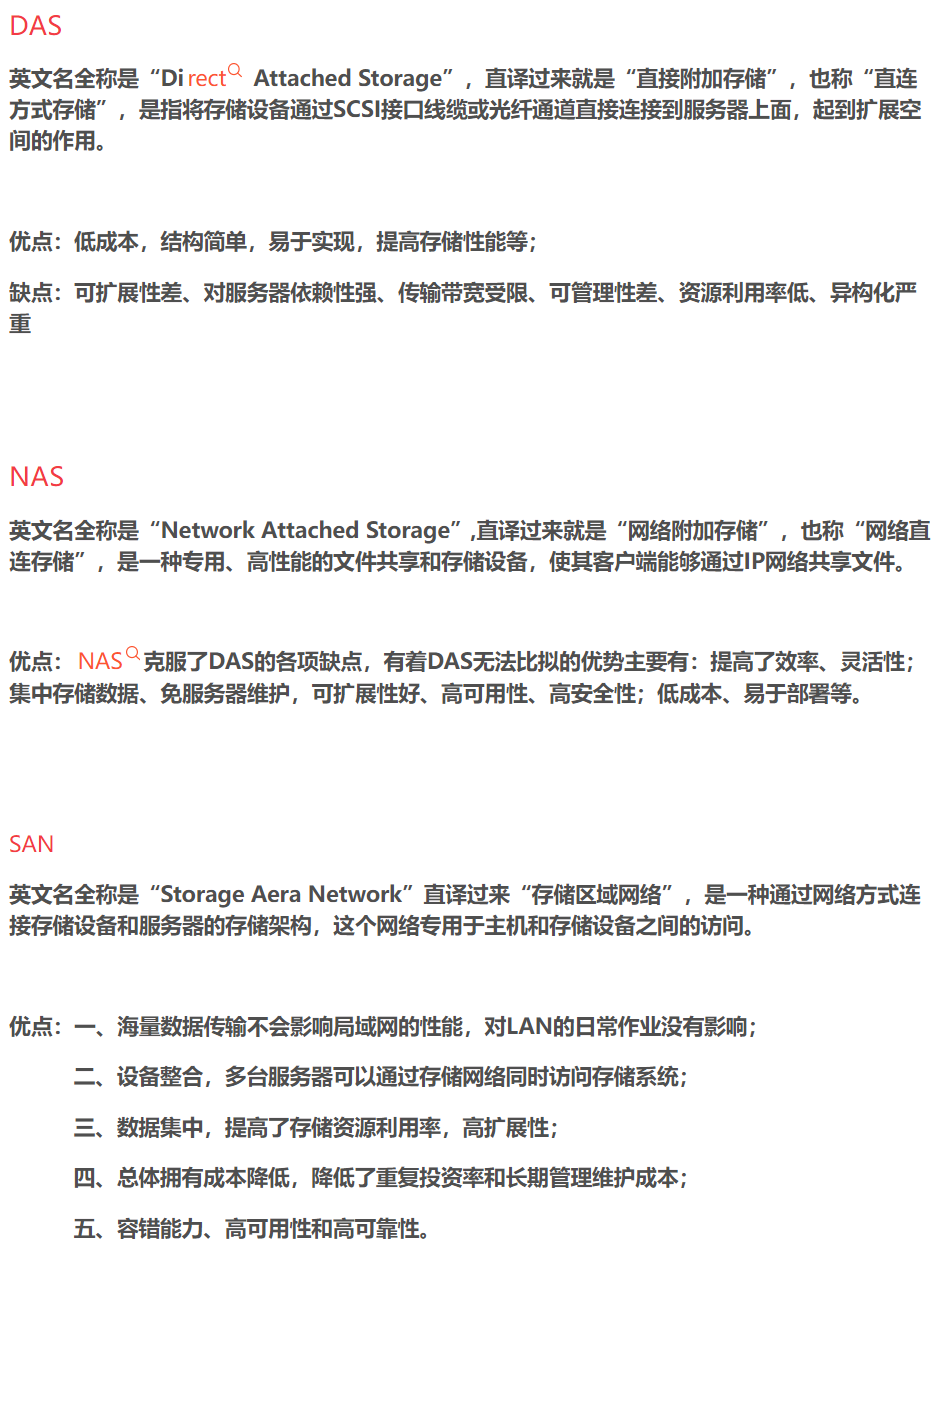 DAS
英文名全称是“Direct Attached Storage”，直译过来就是“直接附加存储”，也称“直连
方式存储”，是指将存储设备通过SCSI接口线缆或光纤通道直接连接到服务器上面，起到扩展空
间的作用。
优点：低成本，结构简单，易于实现，提高存储性能等；
缺点：可扩展性差、对服务器依赖性强、传输带宽受限、可管理性差、资源利用率低、异构化严
重
NAS
英文名全称是“Network Attached Storage”,直译过来就是“网络附加存储”，也称“网络直
连存储”，是一种专用、高性能的文件共享和存储设备，使其客户端能够通过IP网络共享文件。
优点：NAS克服了DAS的各项缺点，有着DAS无法比拟的优势主要有：提高了效率、灵活性；
集中存储数据、免服务器维护，可扩展性好、高可用性、高安全性；低成本、易于部署等。
SAN
英文名全称是“Storage Aera Network”直译过来“存储区域网络”，是一种通过网络方式连
接存储设备和服务器的存储架构，这个网络专用于主机和存储设备之间的访问。
优点：一、海量数据传输不会影响局域网的性能，对LAN的日常作业没有影响；
二、设备整合，多台服务器可以通过存储网络同时访问存储系统；
三、数据集中，提高了存储资源利用率，高扩展性；
四、总体拥有成本降低，降低了重复投资率和长期管理维护成本；
五、容错能力、高可用性和高可靠性。